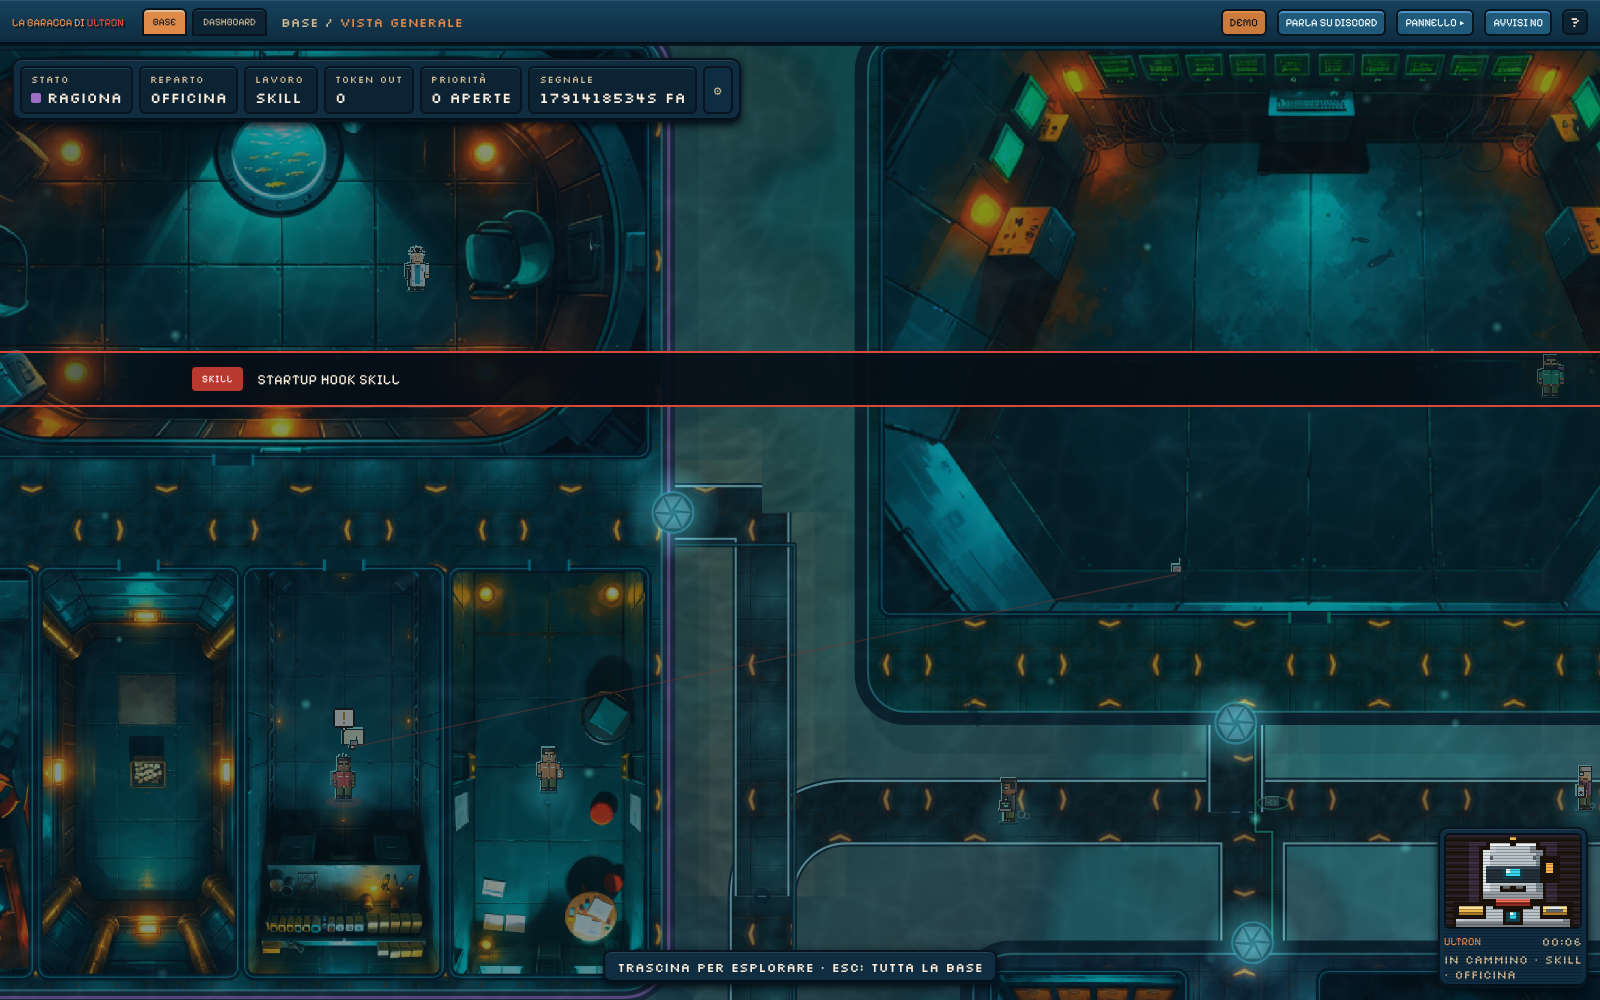 LA BARACCA DI ULTRON
BASE
DASHBOARD
BASE / VISTA GENERALE
DEMO
PARLA SU DISCORD
PANNELLO ▸
AVVISI NO
?
STATO
RAGIONA
REPARTO
OFFICINA
LAVORO
SKILL
TOKEN OUT
0
PRIORITÀ
0 APERTE
SEGNALE
1791418534S FA
SKILL
STARTUP HOOK SKILL
!
ULTRON
00:06
IN CAMMINO · SKILL
· OFFICINA
TRASCINA PER ESPLORARE · ESC: TUTTA LA BASE